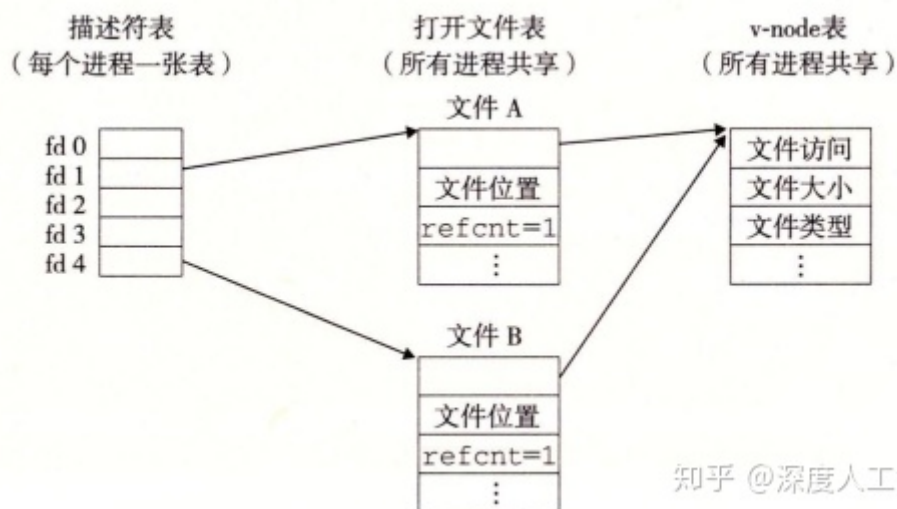 描述符表
（每个进程一张表）
打开文件表
（所有进程共享）
v-node表
（所有进程共享）
文件 A
fd 0
fd 1
fd 2
fd 3
fd 4
文件位置
refcnt=1
⋮
文件访问
文件大小
文件类型
⋮
文件 B
文件位置
refcnt=1
⋮
知乎 @深度人工